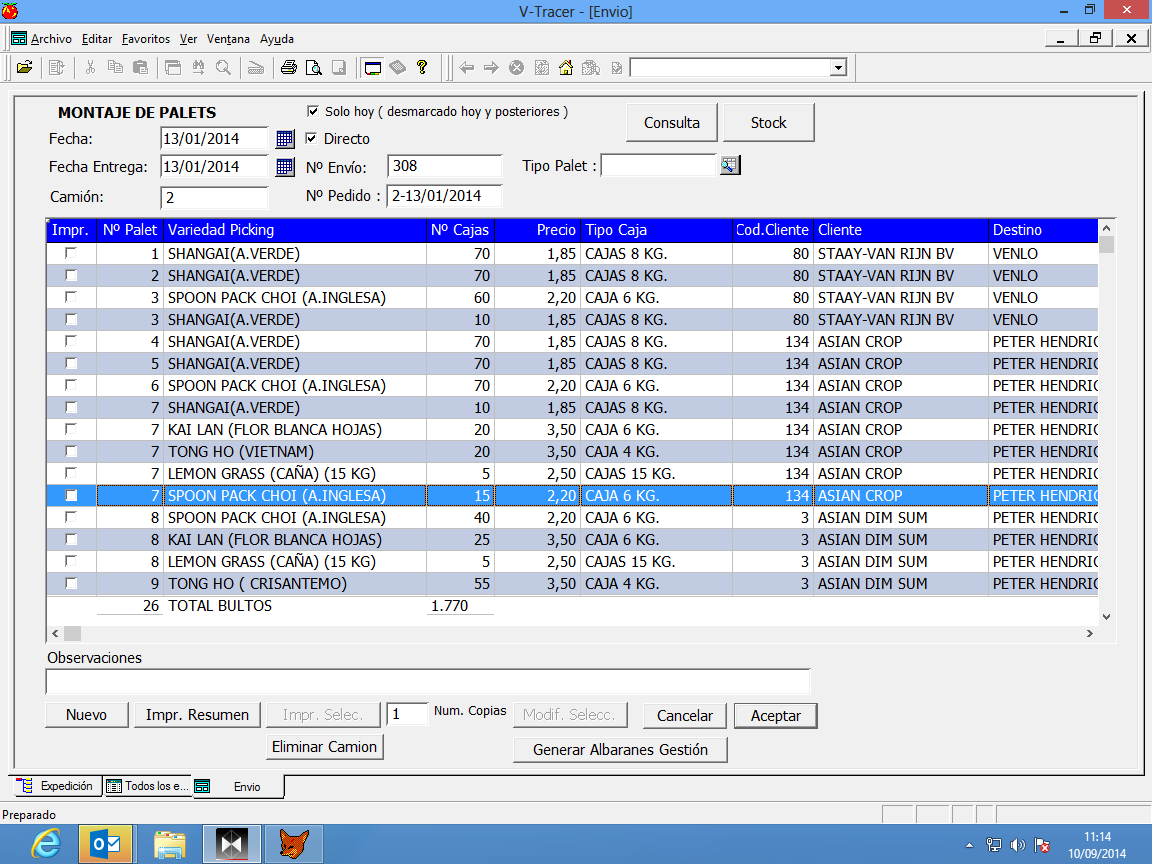 V-Tracer - [Envio]
Archivo Editar Favoritos Ver Ventana Ayuda
MONTAJE DE PALETS
Solo hoy ( desmarcado hoy y posteriores )
Consulta Stock
Fecha: 13/01/2014 Directo
Fecha Entrega: 13/01/2014 Nº Envío: 308 Tipo Palet :
Camión: 2 Nº Pedido : 2-13/01/2014
Impr. Nº Palet Variedad Picking Nº Cajas Precio Tipo Caja Cod.Cliente Cliente Destino
1 SHANGAI(A.VERDE) 70 1,85 CAJAS 8 KG. 80 STAAY-VAN RIJN BV VENLO
2 SHANGAI(A.VERDE) 70 1,85 CAJAS 8 KG. 80 STAAY-VAN RIJN BV VENLO
3 SPOON PACK CHOI (A.INGLESA) 60 2,20 CAJA 6 KG. 80 STAAY-VAN RIJN BV VENLO
3 SHANGAI(A.VERDE) 10 1,85 CAJAS 8 KG. 80 STAAY-VAN RIJN BV VENLO
4 SHANGAI(A.VERDE) 70 1,85 CAJAS 8 KG. 134 ASIAN CROP PETER HENDRIC
5 SHANGAI(A.VERDE) 70 1,85 CAJAS 8 KG. 134 ASIAN CROP PETER HENDRIC
6 SPOON PACK CHOI (A.INGLESA) 70 2,20 CAJA 6 KG. 134 ASIAN CROP PETER HENDRIC
7 SHANGAI(A.VERDE) 10 1,85 CAJAS 8 KG. 134 ASIAN CROP PETER HENDRIC
7 KAI LAN (FLOR BLANCA HOJAS) 20 3,50 CAJA 6 KG. 134 ASIAN CROP PETER HENDRIC
7 TONG HO (VIETNAM) 20 3,50 CAJA 4 KG. 134 ASIAN CROP PETER HENDRIC
7 LEMON GRASS (CAÑA) (15 KG) 5 2,50 CAJAS 15 KG. 134 ASIAN CROP PETER HENDRIC
7 SPOON PACK CHOI (A.INGLESA) 15 2,20 CAJA 6 KG. 134 ASIAN CROP PETER HENDRIC
8 SPOON PACK CHOI (A.INGLESA) 40 2,20 CAJA 6 KG. 3 ASIAN DIM SUM PETER HENDRIC
8 KAI LAN (FLOR BLANCA HOJAS) 25 3,50 CAJA 6 KG. 3 ASIAN DIM SUM PETER HENDRIC
8 LEMON GRASS (CAÑA) (15 KG) 5 2,50 CAJAS 15 KG. 3 ASIAN DIM SUM PETER HENDRIC
9 TONG HO ( CRISANTEMO) 55 3,50 CAJA 4 KG. 3 ASIAN DIM SUM PETER HENDRIC
26 TOTAL BULTOS 1.770
Observaciones
Nuevo Impr. Resumen Impr. Selec. 1 Num. Copias Modif. Selecc. Cancelar Aceptar
Eliminar Camion Generar Albaranes Gestión
Expedición Todos los e... Envio
Preparado
11:14
10/09/2014